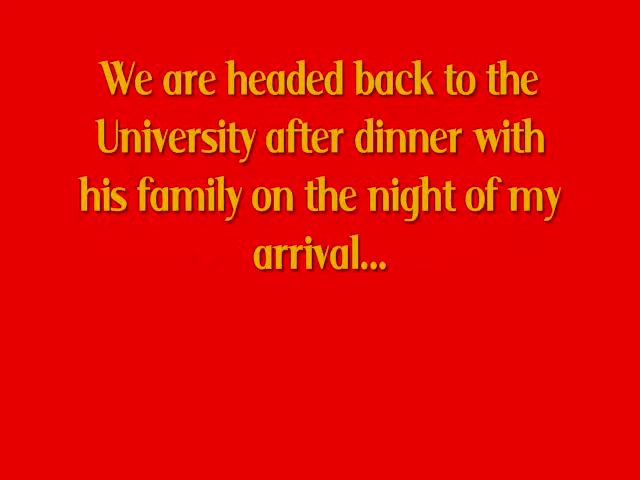 We are headed back to the
University after dinner with
his family on the night of my
arrival...